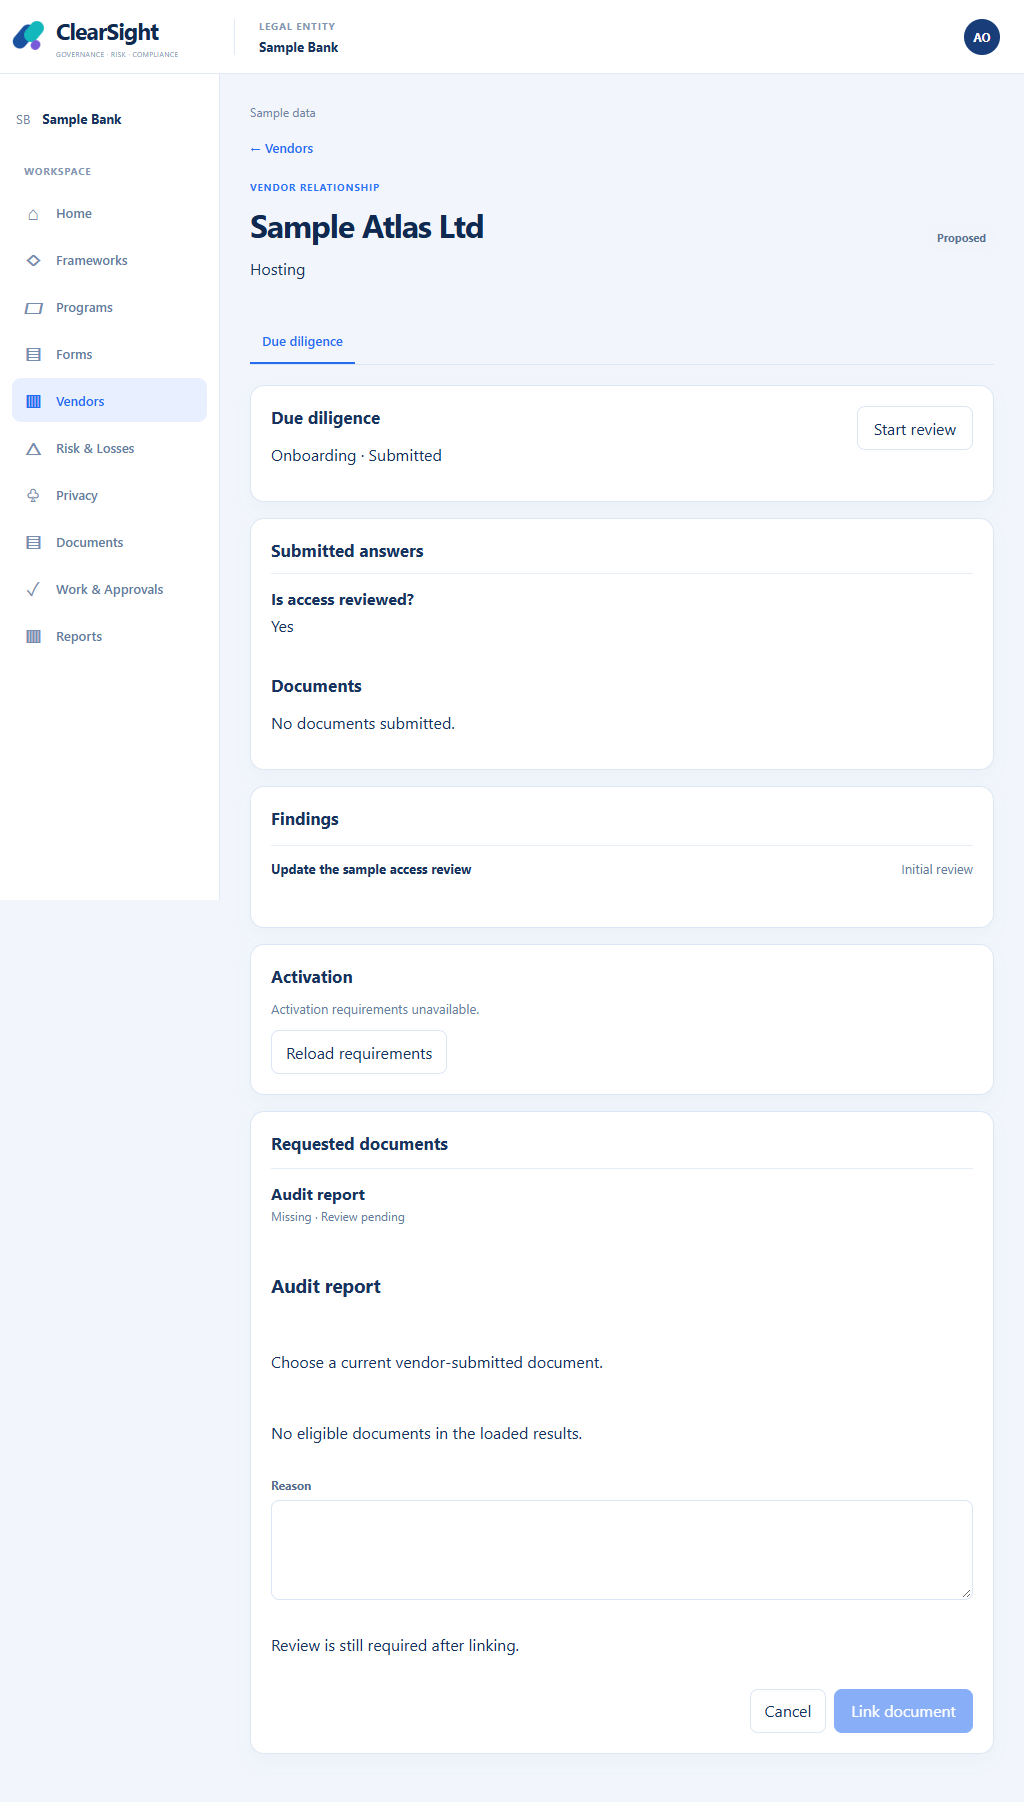 ClearSight
GOVERNANCE · RISK · COMPLIANCE
LEGAL ENTITY
Sample Bank
AO
SB Sample Bank
WORKSPACE
Home
Frameworks
Programs
Forms
Vendors
Risk & Losses
Privacy
Documents
Work & Approvals
Reports
Sample data
← Vendors
VENDOR RELATIONSHIP
Sample Atlas Ltd
Proposed
Hosting
Due diligence
Due diligence
Start review
Onboarding · Submitted
Submitted answers
Is access reviewed?
Yes
Documents
No documents submitted.
Findings
Update the sample access review Initial review
Activation
Activation requirements unavailable.
Reload requirements
Requested documents
Audit report
Missing · Review pending
Audit report
Choose a current vendor-submitted document.
No eligible documents in the loaded results.
Reason
Review is still required after linking.
Cancel Link document